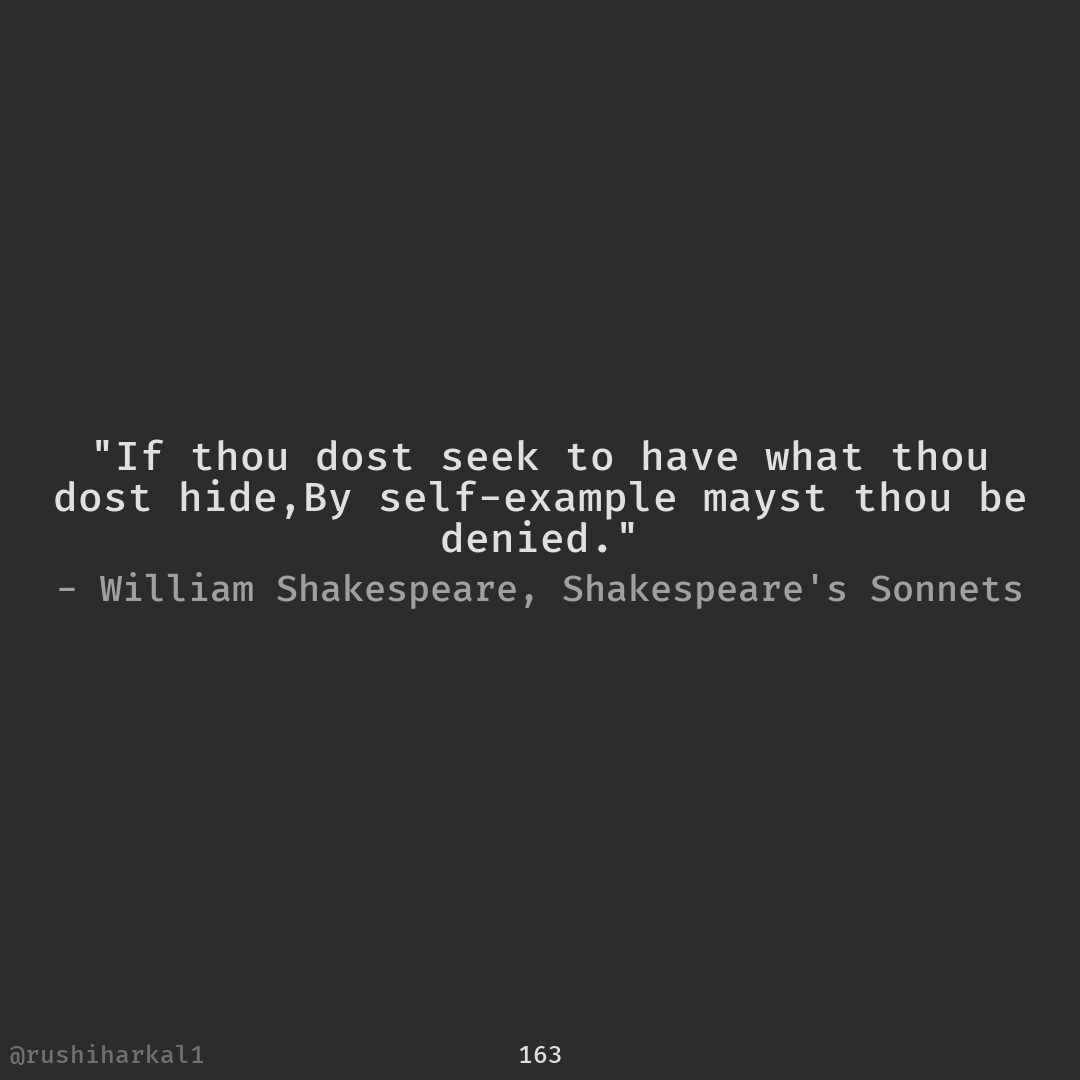 "If thou dost seek to have what thou
dost hide,By self-example mayst thou be
denied."
- William Shakespeare, Shakespeare's Sonnets
@rushiharkal1
163